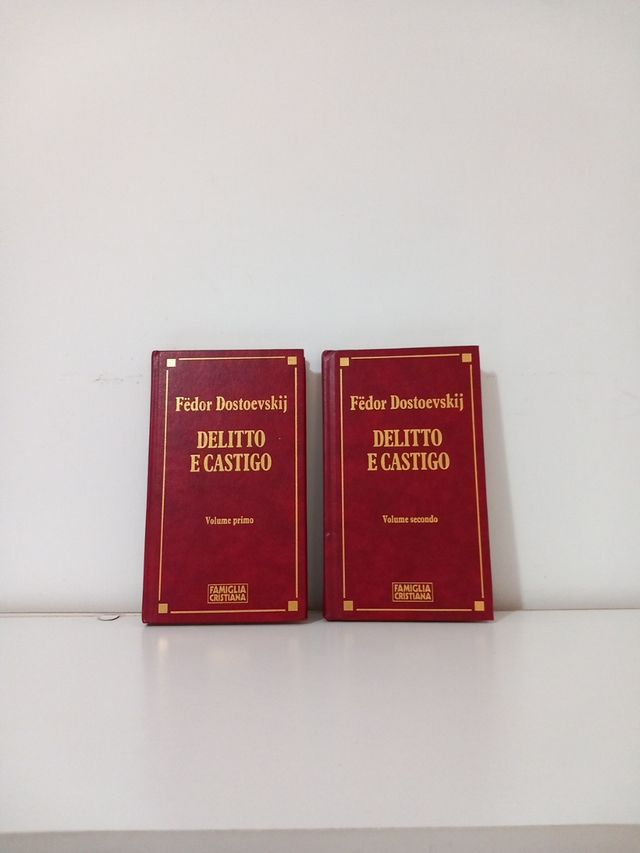 Fëdor Dostoevskij
DELITTO
E CASTIGO
Volume primo
FAMIGLIA
CRISTIANA
Fëdor Dostoevskij
DELITTO
E CASTIGO
Volume secondo
FAMIGLIA
CRISTIANA